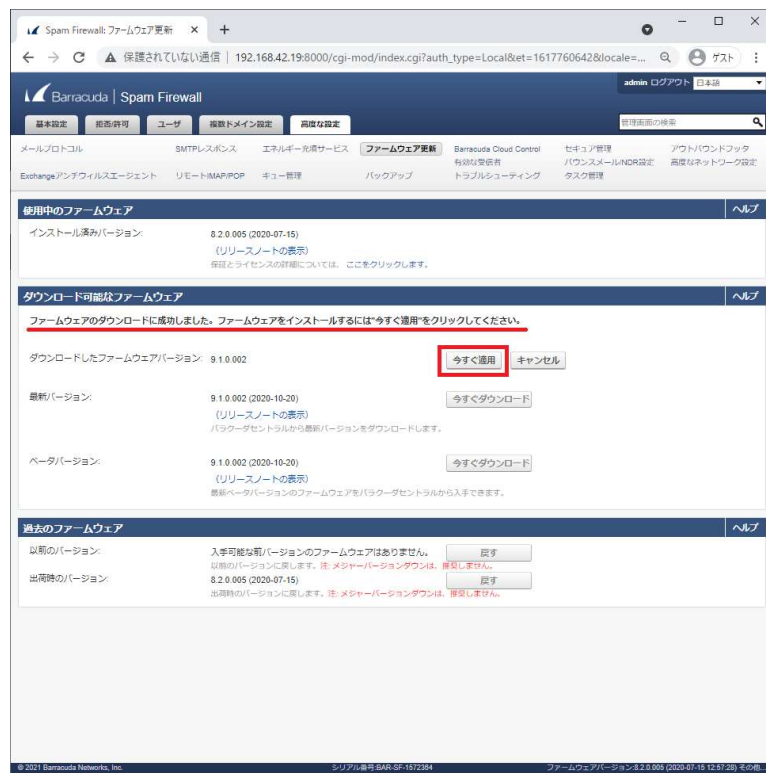 Spam Firewall: ファームウェア更新
保護されていない通信 | 192.168.42.19:8000/cgi-mod/index.cgi?auth_type=Local&et=1617760642&locale=... ゲスト
admin ログアウト 日本語
Barracuda | Spam Firewall
基本設定 拒否/許可 ユーザ 複数ドメイン設定 高度な設定 管理画面の検索
メールプロトコル SMTPレスポンス エネルギー充填サービス ファームウェア更新 Barracuda Cloud Control セキュア管理 アウトバウンドフッタ
有効な受信者 バウンスメール/NDR設定 高度なネットワーク設定
Exchangeアンチウィルスエージェント リモートIMAP/POP キュー管理 バックアップ トラブルシューティング タスク管理
使用中のファームウェア ヘルプ
インストール済みバージョン: 8.2.0.005 (2020-07-15)
(リリースノートの表示)
保証とライセンスの詳細については、ここをクリックします。
ダウンロード可能なファームウェア ヘルプ
ファームウェアのダウンロードに成功しました。ファームウェアをインストールするには"今すぐ適用"をクリックしてください。
ダウンロードしたファームウェアバージョン: 9.1.0.002 今すぐ適用 キャンセル
最新バージョン: 9.1.0.002 (2020-10-20) 今すぐダウンロード
(リリースノートの表示)
バラクーダセントラルから最新バージョンをダウンロードします。
ベータバージョン: 9.1.0.002 (2020-10-20) 今すぐダウンロード
(リリースノートの表示)
最新ベータバージョンのファームウェアをバラクーダセントラルから入手できます。
過去のファームウェア ヘルプ
以前のバージョン: 入手可能な前バージョンのファームウェアはありません。 戻す
以前のバージョンに戻します。注: メジャーバージョンダウンは、推奨しません。
出荷時のバージョン: 8.2.0.005 (2020-07-15) 戻す
出荷時のバージョンに戻します。注: メジャーバージョンダウンは、推奨しません。
© 2021 Barracuda Networks, Inc. シリアル番号:BAR-SF-1572364 ファームウェアバージョン:8.2.0.005 (2020-07-15 12:57:28) その他...